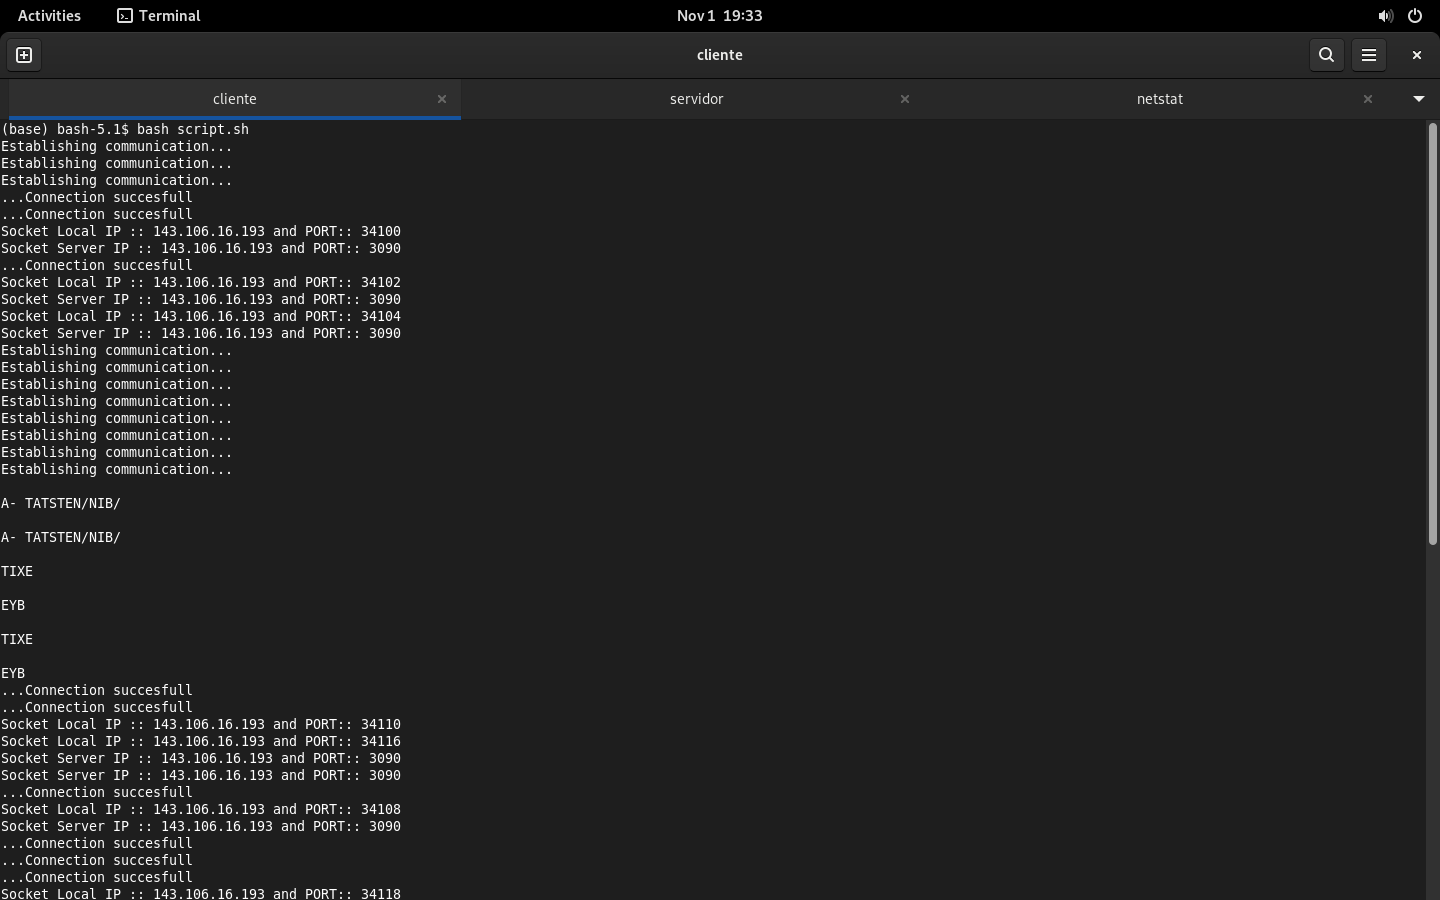 Activities Terminal Nov 1 19:33
cliente
cliente servidor netstat
(base) bash-5.1$ bash script.sh
Establishing communication...
Establishing communication...
Establishing communication...
...Connection succesfull
...Connection succesfull
Socket Local IP :: 143.106.16.193 and PORT:: 34100
Socket Server IP :: 143.106.16.193 and PORT:: 3090
...Connection succesfull
Socket Local IP :: 143.106.16.193 and PORT:: 34102
Socket Server IP :: 143.106.16.193 and PORT:: 3090
Socket Local IP :: 143.106.16.193 and PORT:: 34104
Socket Server IP :: 143.106.16.193 and PORT:: 3090
Establishing communication...
Establishing communication...
Establishing communication...
Establishing communication...
Establishing communication...
Establishing communication...
Establishing communication...
Establishing communication...
A- TATSTEN/NIB/
A- TATSTEN/NIB/
TIXE
EYB
TIXE
EYB
...Connection succesfull
...Connection succesfull
Socket Local IP :: 143.106.16.193 and PORT:: 34110
Socket Local IP :: 143.106.16.193 and PORT:: 34116
Socket Server IP :: 143.106.16.193 and PORT:: 3090
Socket Server IP :: 143.106.16.193 and PORT:: 3090
...Connection succesfull
Socket Local IP :: 143.106.16.193 and PORT:: 34108
Socket Server IP :: 143.106.16.193 and PORT:: 3090
...Connection succesfull
...Connection succesfull
...Connection succesfull
Socket Local IP :: 143.106.16.193 and PORT:: 34118